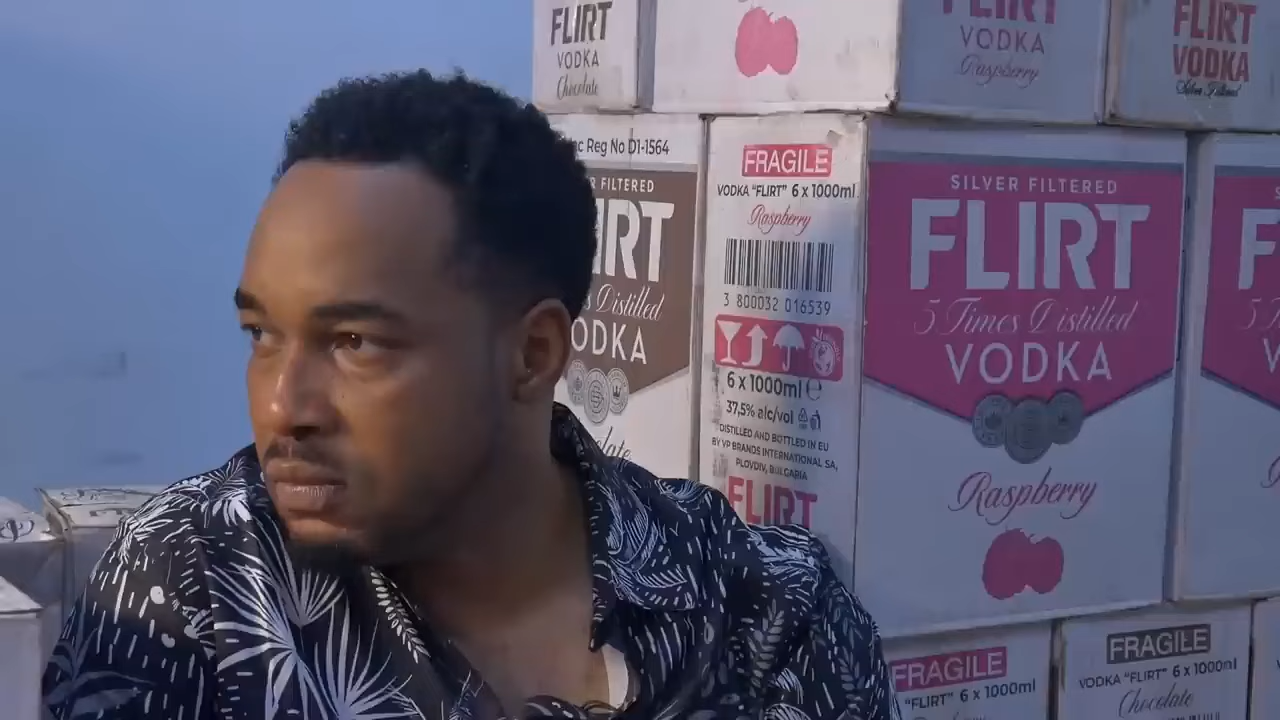 FLIRT
VODKA
Chocolate
FLIRT
VODKA
Raspberry
FLIRT
VODKA
Reg No D1-1564
FILTERED
FLIRT
Distilled
VODKA
FRAGILE
VODKA "FLIRT" 6 x 1000ml
Raspberry
3 800032 016539
6 x 1000ml e
37,5% alc/vol
DISTILLED AND BOTTLED IN EU
BY VP BRANDS INTERNATIONAL SA,
PLOVDIV, BULGARIA
FLIRT
SILVER FILTERED
FLIRT
5 Times Distilled
VODKA
Raspberry
FRAGILE
"FLIRT" 6 x 1000ml
FRAGILE
VODKA "FLIRT" 6 x 1000ml
Chocolate